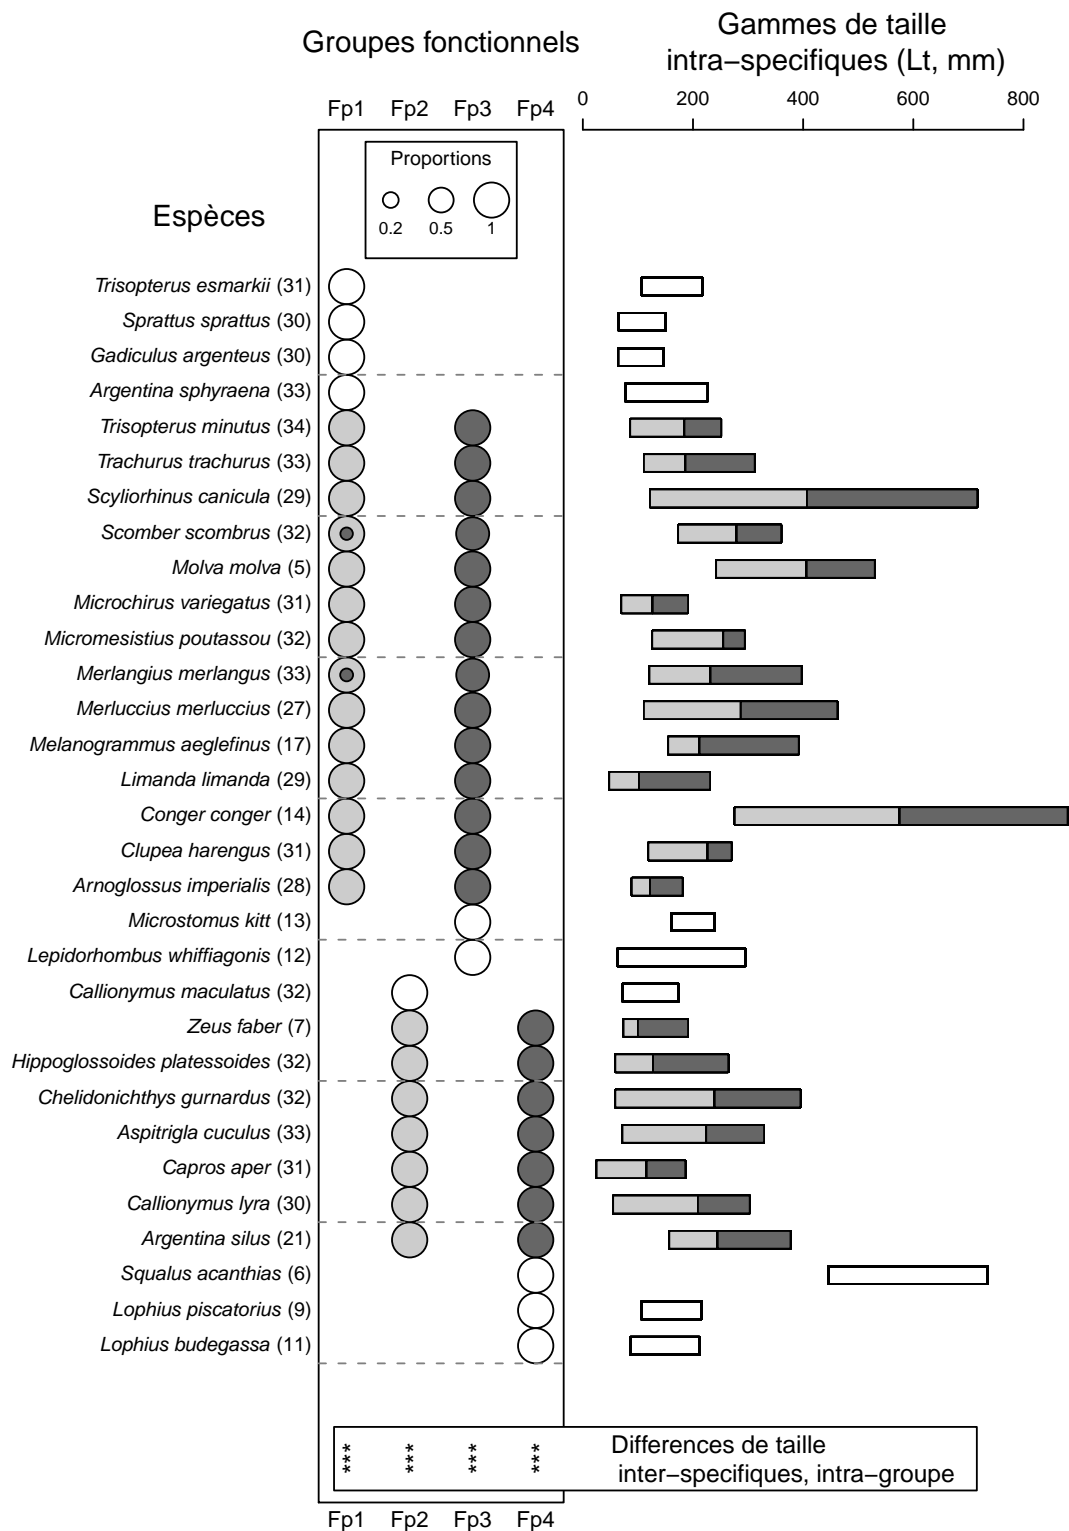 Gammes de taille
intra−specifiques (Lt, mm)
Groupes fonctionnels
0 200 400 600 800
Fp1 Fp2 Fp3 Fp4
Proportions
0.2 0.5 1
Espèces
Trisopterus esmarkii (31)
Sprattus sprattus (30)
Gadiculus argenteus (30)
Argentina sphyraena (33)
Trisopterus minutus (34)
Trachurus trachurus (33)
Scyliorhinus canicula (29)
Scomber scombrus (32)
Molva molva (5)
Microchirus variegatus (31)
Micromesistius poutassou (32)
Merlangius merlangus (33)
Merluccius merluccius (27)
Melanogrammus aeglefinus (17)
Limanda limanda (29)
Conger conger (14)
Clupea harengus (31)
Arnoglossus imperialis (28)
Microstomus kitt (13)
Lepidorhombus whiffiagonis (12)
Callionymus maculatus (32)
Zeus faber (7)
Hippoglossoides platessoides (32)
Chelidonichthys gurnardus (32)
Aspitrigla cuculus (33)
Capros aper (31)
Callionymus lyra (30)
Argentina silus (21)
Squalus acanthias (6)
Lophius piscatorius (9)
Lophius budegassa (11)
*** *** *** ***
Differences de taille
inter−specifiques, intra−groupe
Fp1 Fp2 Fp3 Fp4